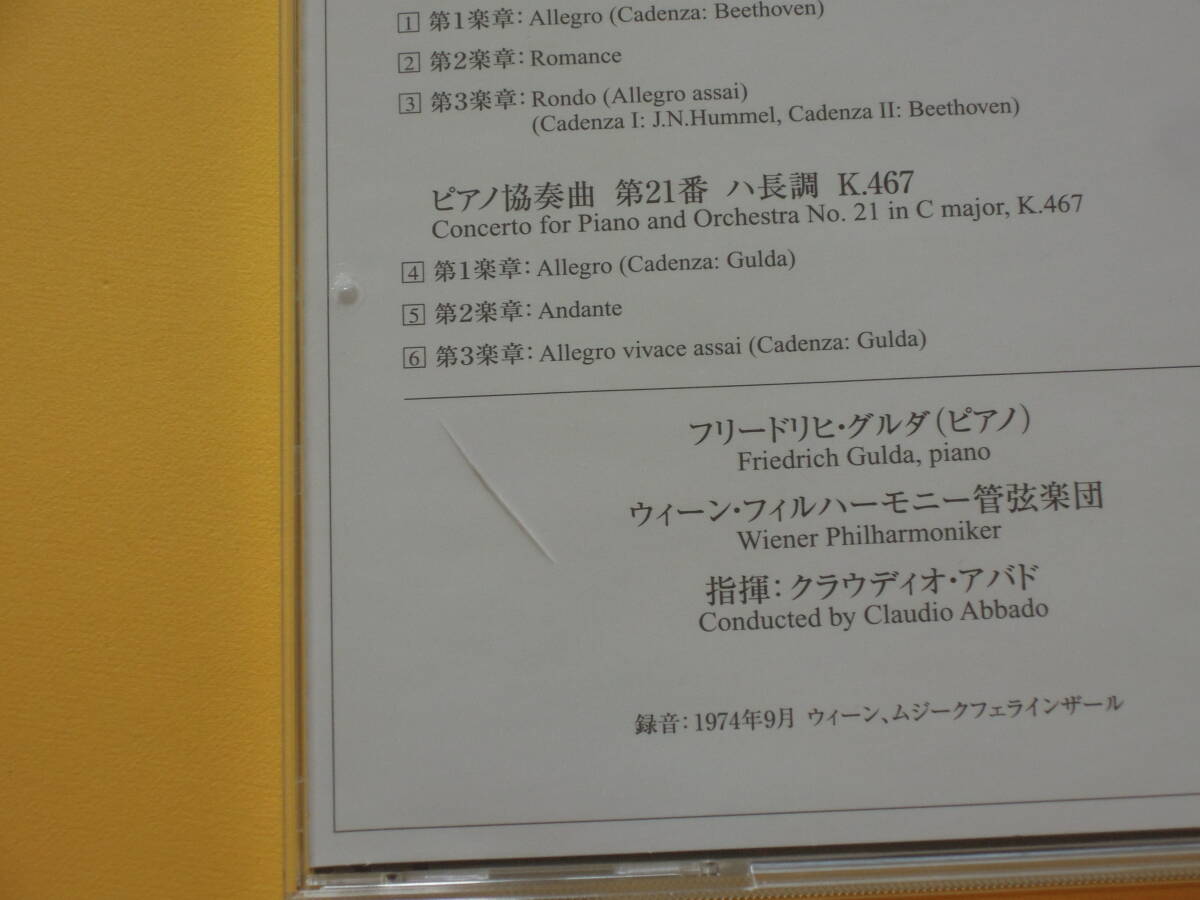 1 第1楽章: Allegro (Cadenza: Beethoven)
2 第2楽章: Romance
3 第3楽章: Rondo (Allegro assai)
(Cadenza I: J.N.Hummel, Cadenza II: Beethoven)
ピアノ協奏曲 第21番 ハ長調 K.467
Concerto for Piano and Orchestra No. 21 in C major, K.467
4 第1楽章: Allegro (Cadenza: Gulda)
5 第2楽章: Andante
6 第3楽章: Allegro vivace assai (Cadenza: Gulda)
フリードリヒ・グルダ(ピアノ)
Friedrich Gulda, piano
ウィーン・フィルハーモニー管弦楽団
Wiener Philharmoniker
指揮: クラウディオ・アバド
Conducted by Claudio Abbado
録音: 1974年9月 ウィーン、ムジークフェラインザール